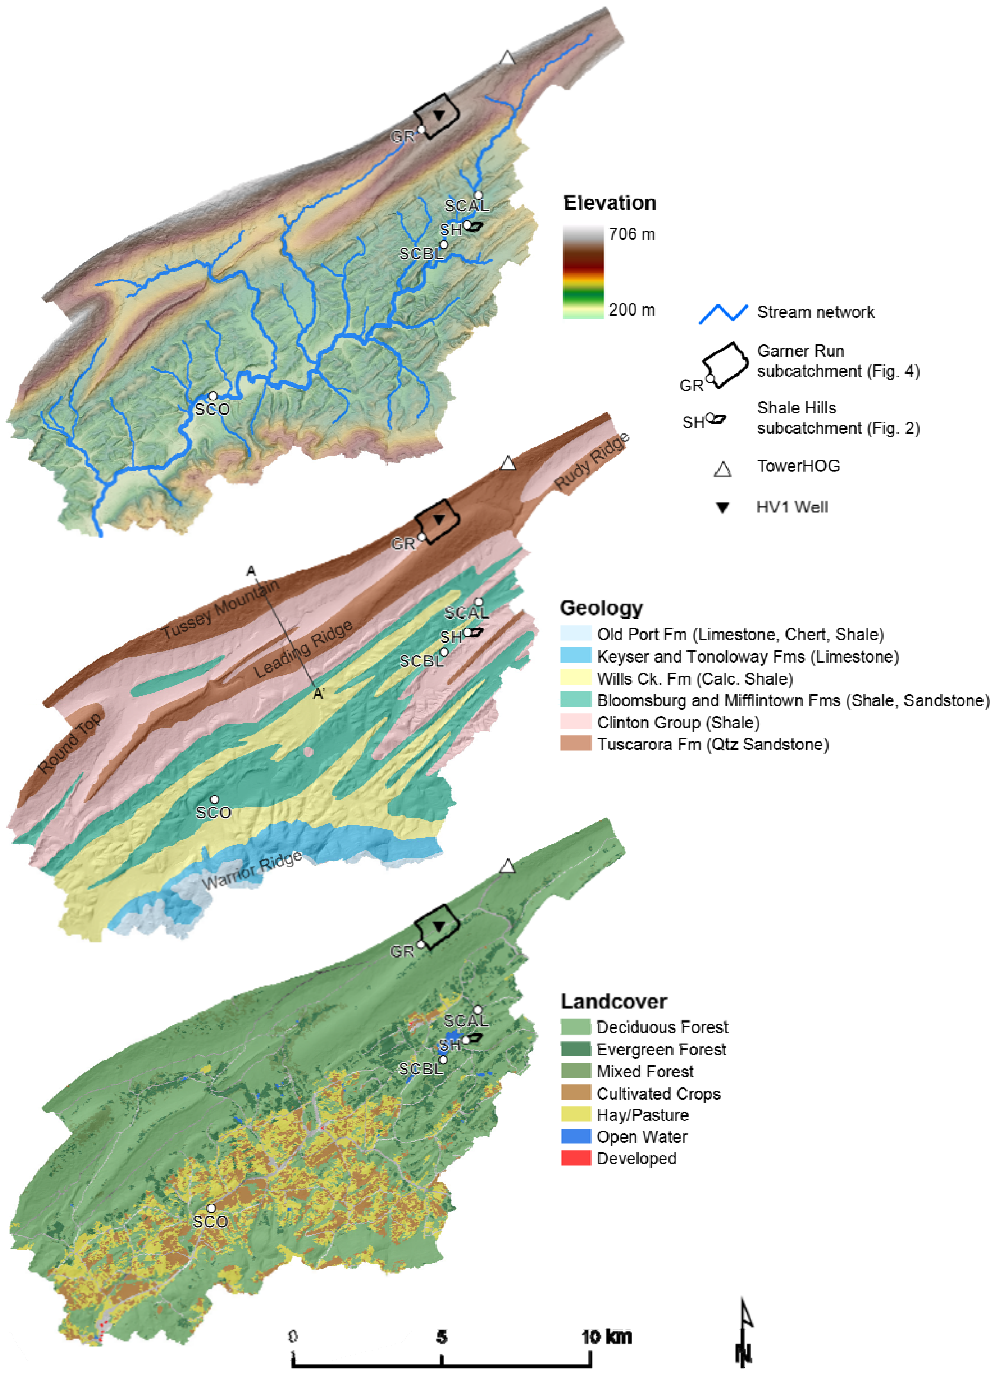 GR
SCAL
SH
SCBL
SCO
Elevation
706 m
200 m
Stream network
GR
Garner Run
subcatchment (Fig. 4)
SH
Shale Hills
subcatchment (Fig. 2)
TowerHOG
HV1 Well
Rudy Ridge
GR
A
Tussey Mountain
Leading Ridge
A'
Round Top
SCAL
SH
SCBL
SCO
Warrior Ridge
Geology
Old Port Fm (Limestone, Chert, Shale)
Keyser and Tonoloway Fms (Limestone)
Wills Ck. Fm (Calc. Shale)
Bloomsburg and Mifflintown Fms (Shale, Sandstone)
Clinton Group (Shale)
Tuscarora Fm (Qtz Sandstone)
GR
SCAL
SH
SCBL
SCO
Landcover
Deciduous Forest
Evergreen Forest
Mixed Forest
Cultivated Crops
Hay/Pasture
Open Water
Developed
0 5 10 km
N